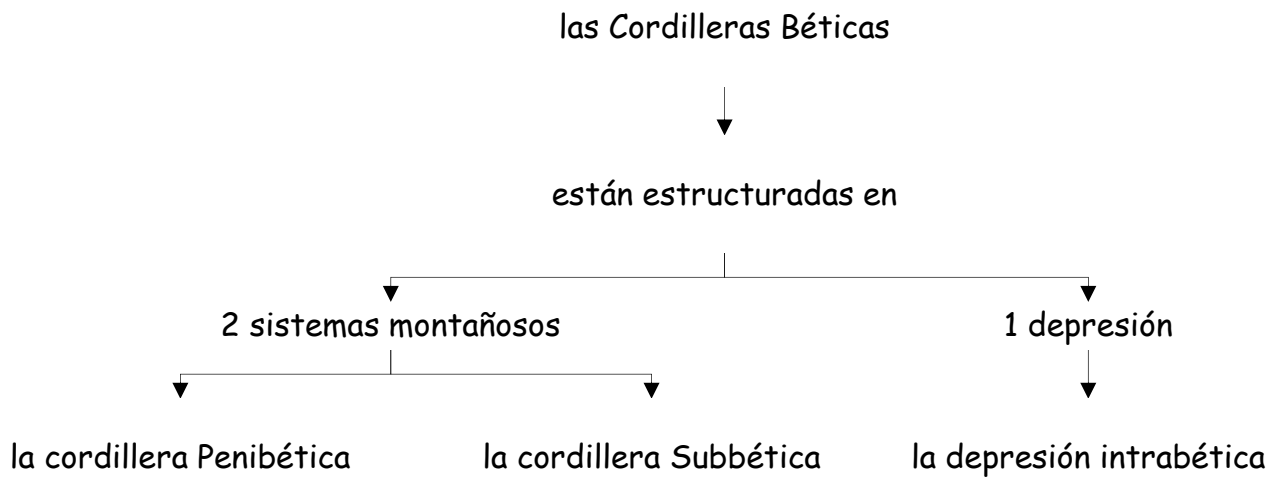 las Cordilleras Béticas
están estructuradas en
2 sistemas montañosos
1 depresión
la cordillera Penibética
la cordillera Subbética
la depresión intrabética